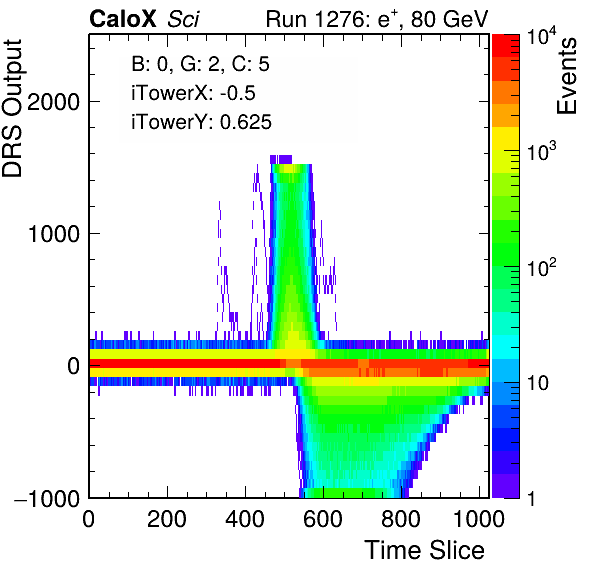 CaloX Sci Run 1276: e⁺, 80 GeV
B: 0, G: 2, C: 5
iTowerX: -0.5
iTowerY: 0.625
DRS Output
2000
1000
0
−1000
0 200 400 600 800 1000
Time Slice
Events
10⁴
10³
10²
10
1